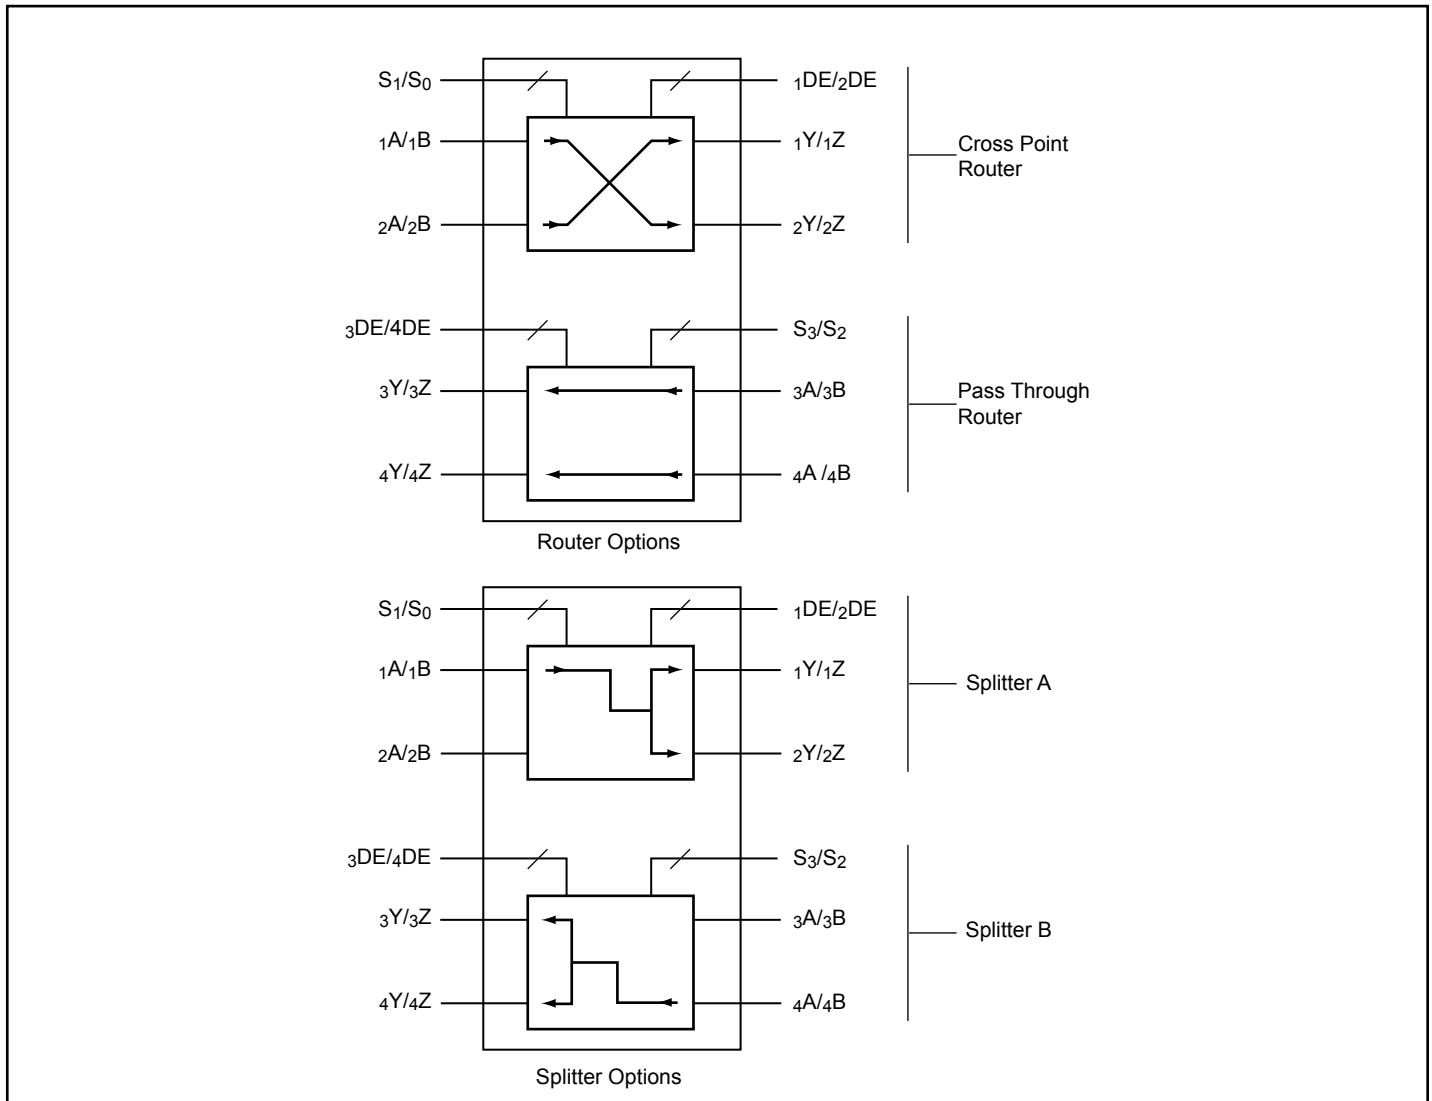 S1/S0 1DE/2DE
1A/1B 1Y/1Z
Cross Point
Router
2A/2B 2Y/2Z
3DE/4DE S3/S2
3Y/3Z 3A/3B
Pass Through
Router
4Y/4Z 4A /4B
Router Options
S1/S0 1DE/2DE
1A/1B 1Y/1Z
Splitter A
2A/2B 2Y/2Z
3DE/4DE S3/S2
3Y/3Z 3A/3B
Splitter B
4Y/4Z 4A/4B
Splitter Options